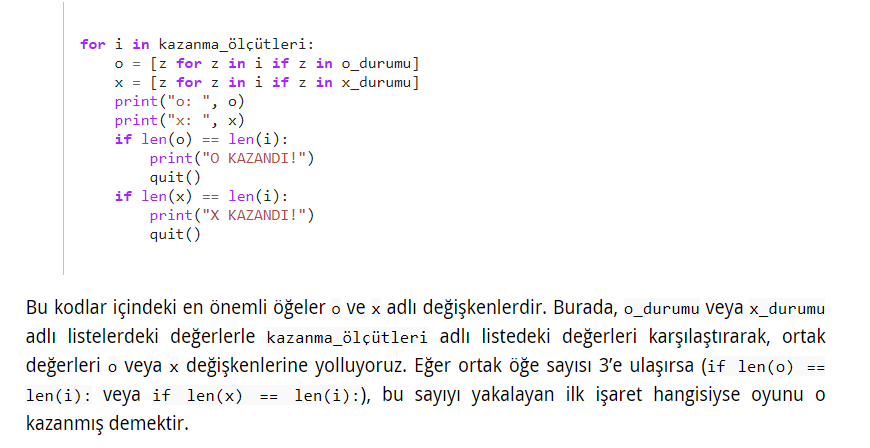 for i in kazanma_ölçütleri:
    o = [z for z in i if z in o_durumu]
    x = [z for z in i if z in x_durumu]
    print("o: ", o)
    print("x: ", x)
    if len(o) == len(i):
        print("O KAZANDI!")
        quit()
    if len(x) == len(i):
        print("X KAZANDI!")
        quit()
Bu kodlar içindeki en önemli öğeler o ve x adlı değişkenlerdir. Burada, o_durumu veya x_durumu
adlı listelerdeki değerlerle kazanma_ölçütleri adlı listedeki değerleri karşılaştırarak, ortak
değerleri o veya x değişkenlerine yolluyoruz. Eğer ortak öğe sayısı 3’e ulaşırsa (if len(o) ==
len(i): veya if len(x) == len(i):), bu sayıyı yakalayan ilk işaret hangisiyse oyunu o
kazanmış demektir.